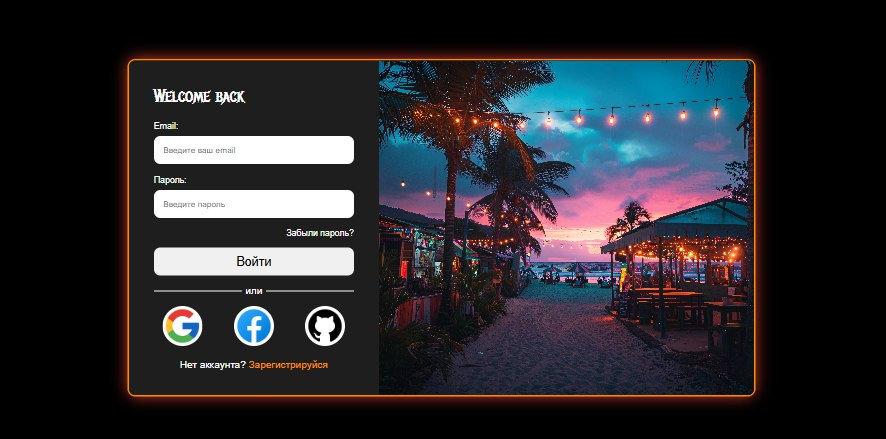 Welcome back
Email:
Введите ваш email
Пароль:
Введите пароль
Забыли пароль?
Войти
или
Нет аккаунта? Зарегистрируйся